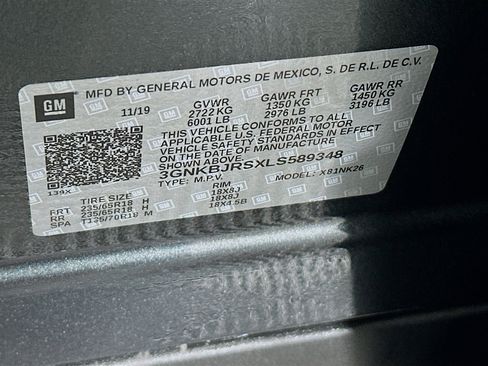 MFD BY GENERAL MOTORS DE MEXICO, S. DE R.L. DE C.V.
GM
11/19 GVWR GAWR FRT GAWR RR
2722 KG 1350 KG 1450 KG
6001 LB 2976 LB 3196 LB
THIS VEHICLE CONFORMS TO ALL
APPLICABLE U.S. FEDERAL MOTOR
VEHICLE SAFETY STANDARDS IN EFFECT
ON THE DATE OF MANUFACTURE
3GNKBJRSXLS589348
TYPE: M.P.V. MODEL: X81NK26
139X
TIRE SIZE RIM
FRT 235/65R18 H 18X8J
RR 235/65R18 H 18X8J
SPA T135/70R18 M 18X4.5B